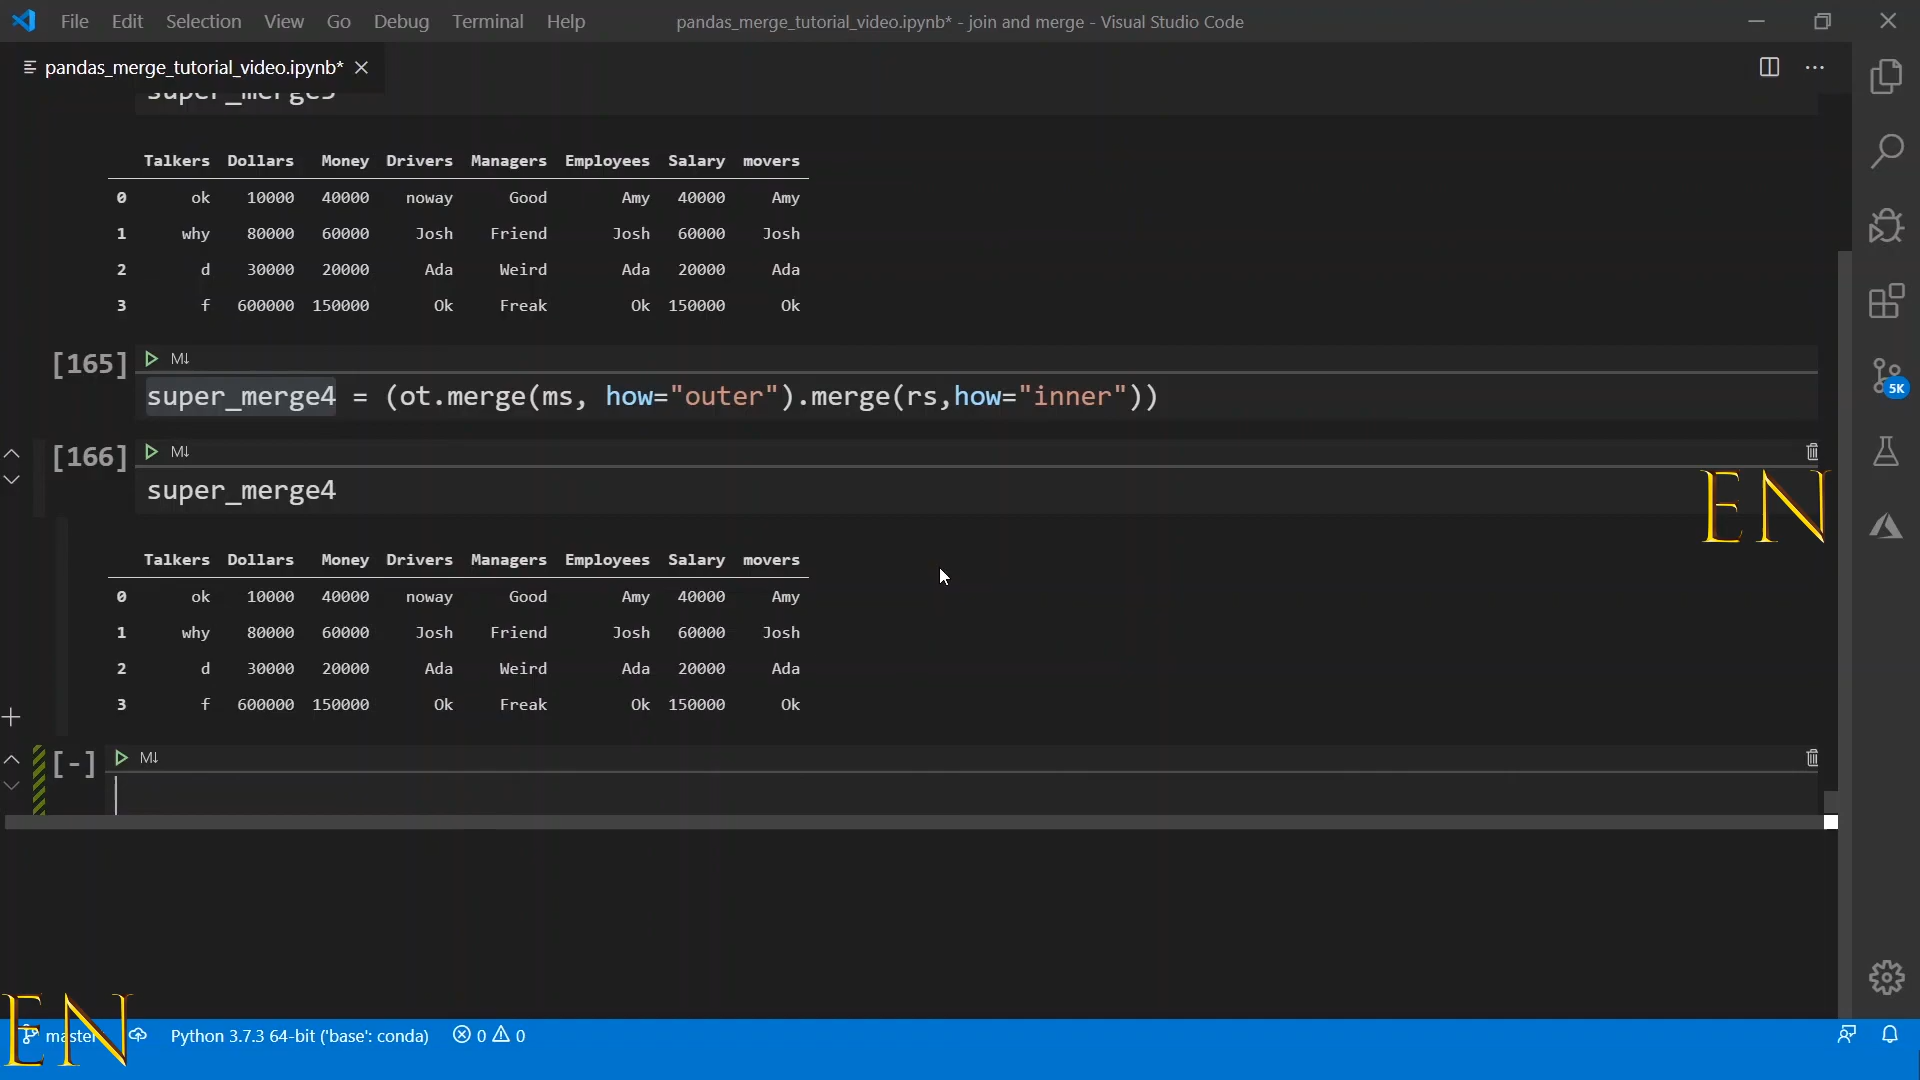 File Edit Selection View Go Debug Terminal Help pandas_merge_tutorial_video.ipynb* - join and merge - Visual Studio Code
pandas_merge_tutorial_video.ipynb*
Talkers Dollars Money Drivers Managers Employees Salary movers
0 ok 10000 40000 noway Good Amy 40000 Amy
1 why 80000 60000 Josh Friend Josh 60000 Josh
2 d 30000 20000 Ada Weird Ada 20000 Ada
3 f 600000 150000 Ok Freak Ok 150000 Ok
[165] M↓
super_merge4 = (ot.merge(ms, how="outer").merge(rs,how="inner"))
5K
[166] M↓
super_merge4
EN
Talkers Dollars Money Drivers Managers Employees Salary movers
0 ok 10000 40000 noway Good Amy 40000 Amy
1 why 80000 60000 Josh Friend Josh 60000 Josh
2 d 30000 20000 Ada Weird Ada 20000 Ada
3 f 600000 150000 Ok Freak Ok 150000 Ok
[-] M↓
EN
master Python 3.7.3 64-bit ('base': conda) 0 0